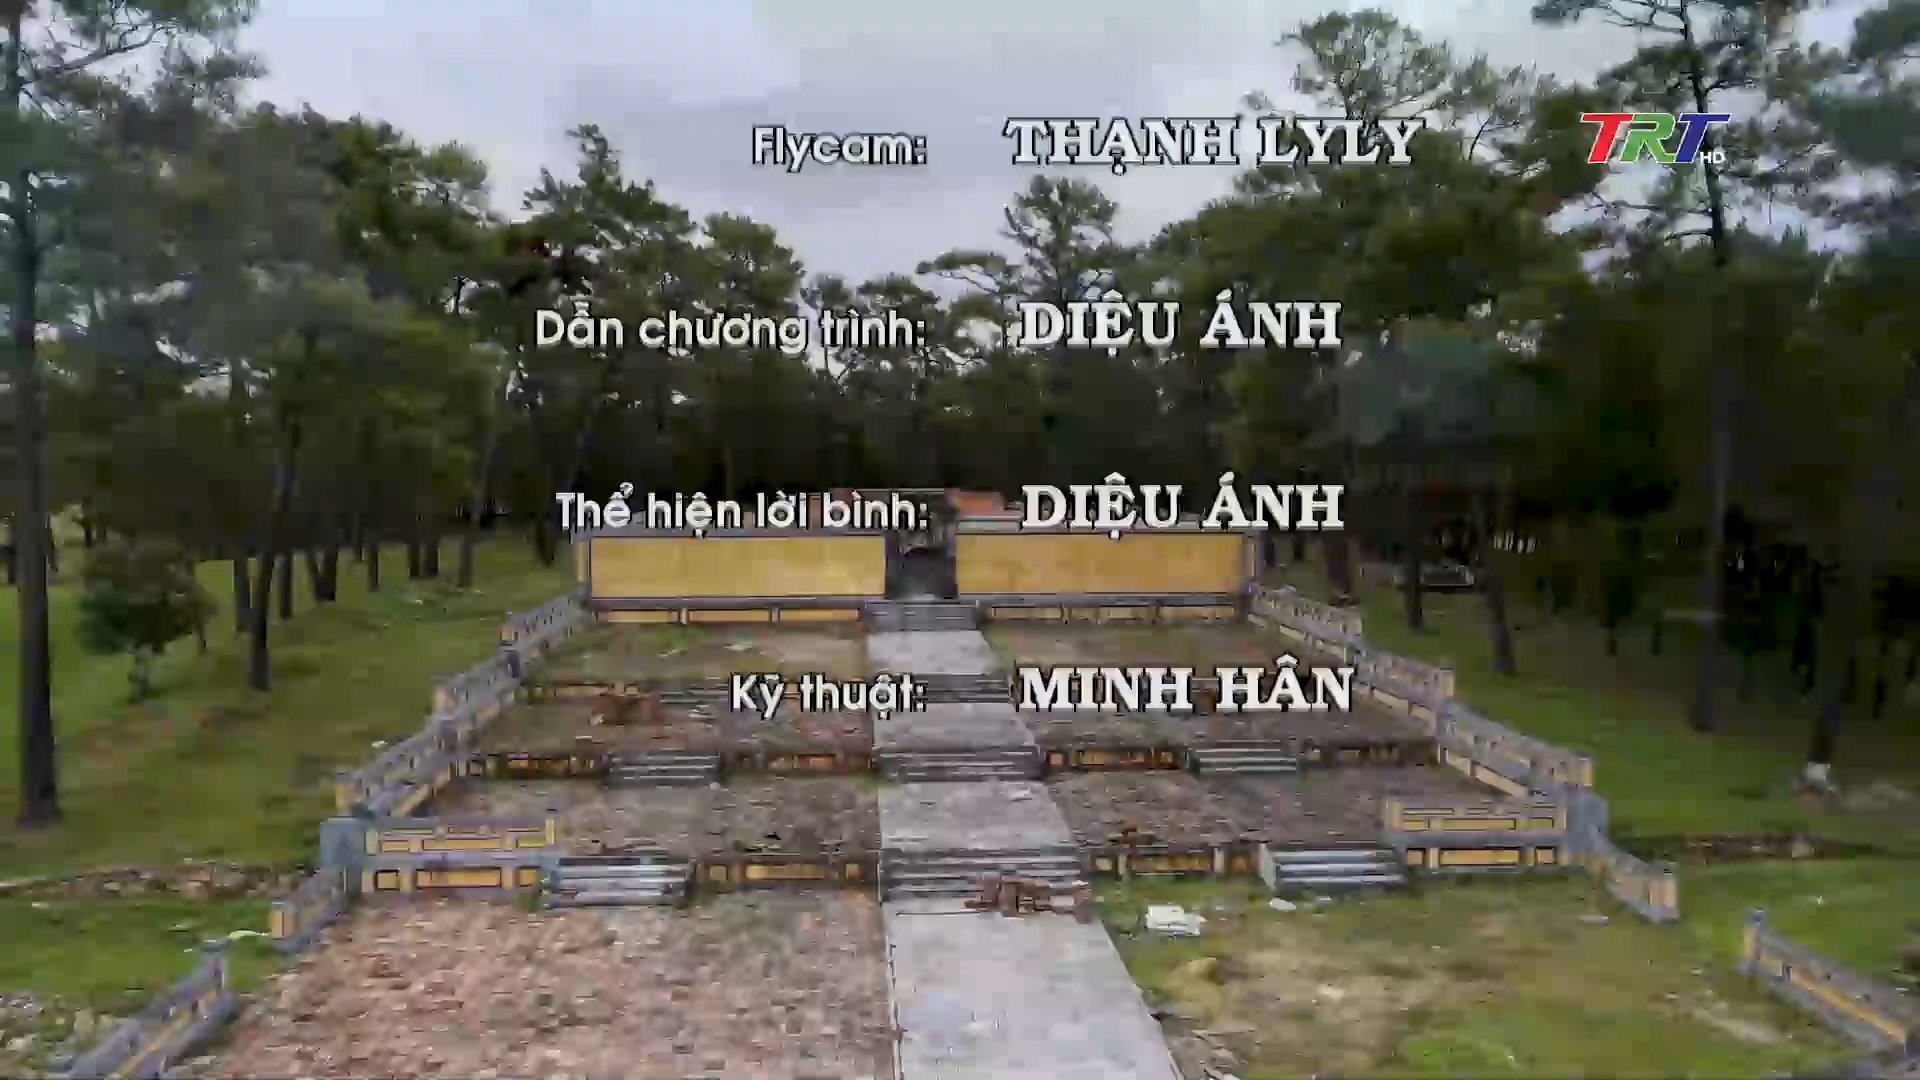 Flycam: THẠNH LYLY
TRT HD
Dẫn chương trình: DIỆU ÁNH
Thể hiện lời bình: DIỆU ÁNH
Kỹ thuật: MINH HÂN